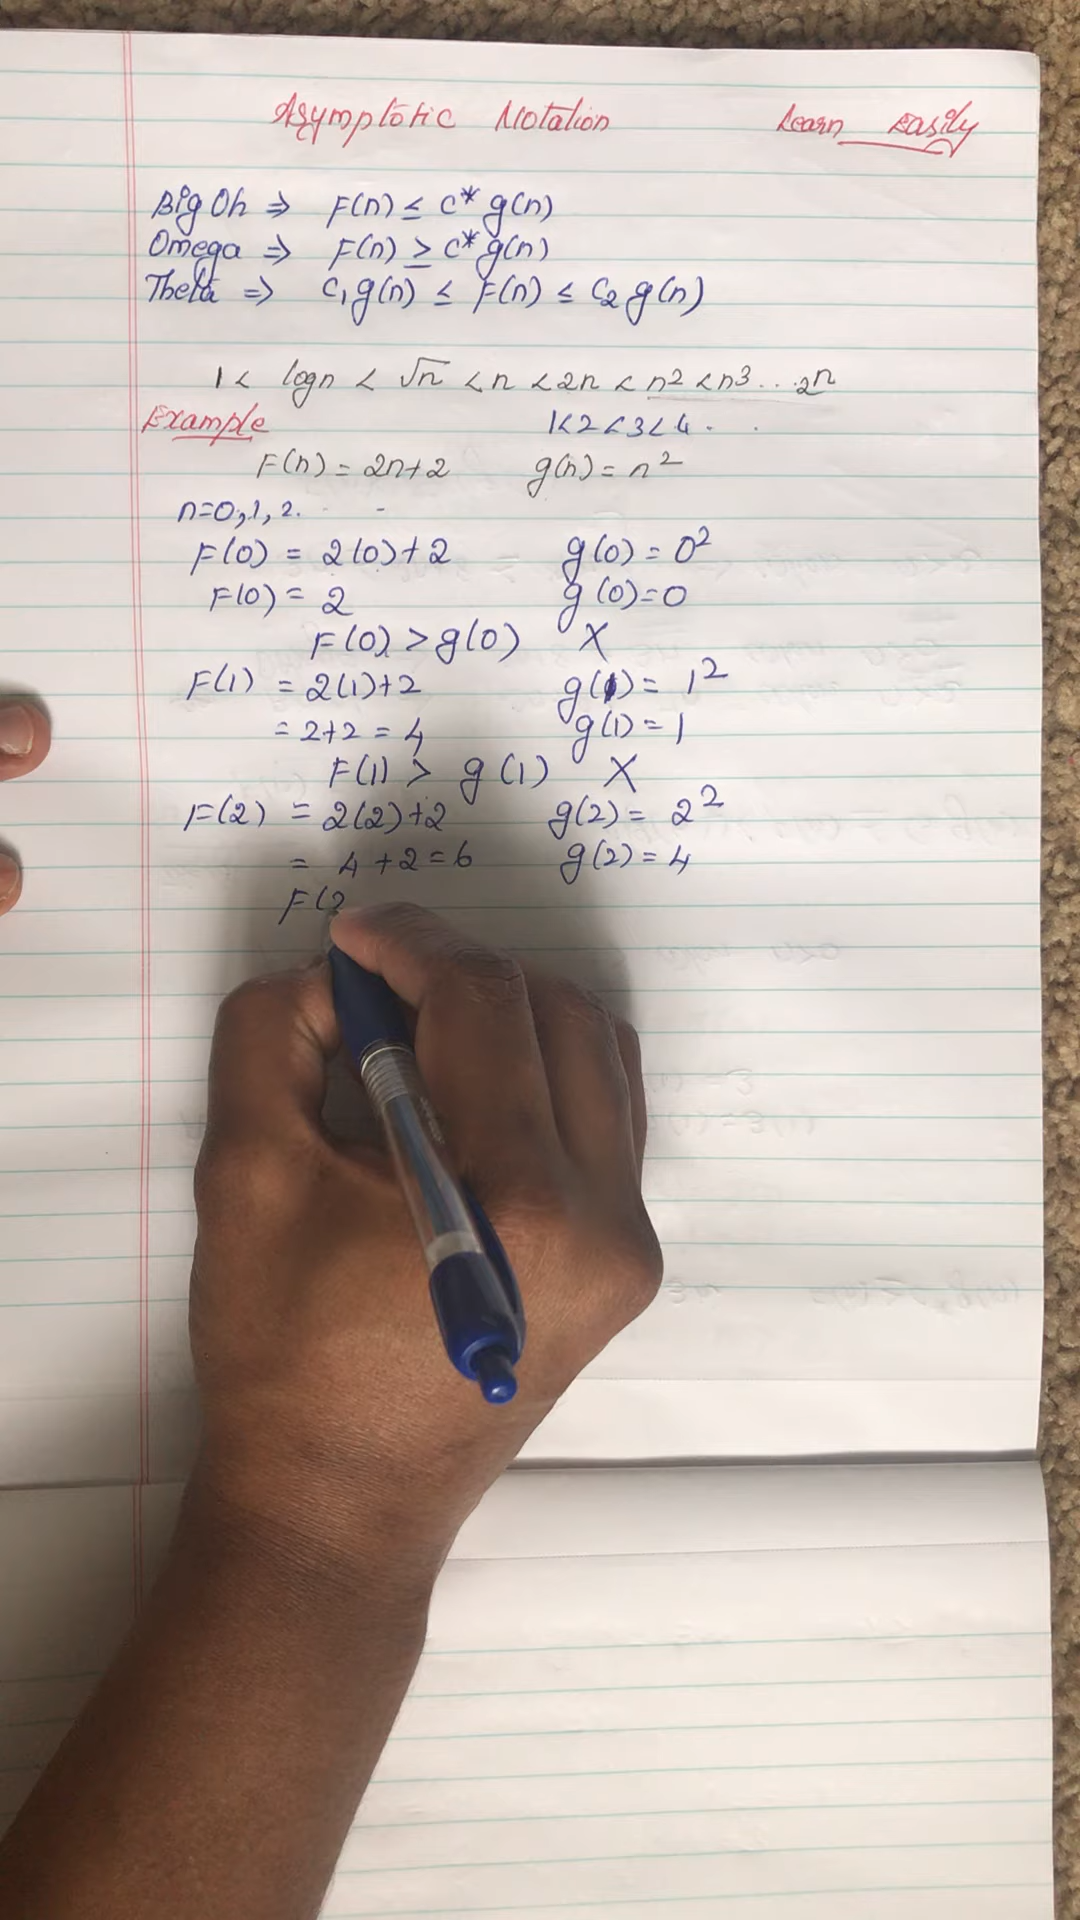 Asymptotic Notation Learn Easily
Big Oh ⇒ F(n) ≤ c* g(n)
Omega ⇒ F(n) ≥ c* g(n)
Theta ⇒ C₁g(n) ≤ F(n) ≤ C₂ g(n)
1 < logn < √n < n < 2n < n2 < n3 . . . 2ⁿ
Example 1<2<3<4 . .
F(n) = 2n+2 g(n) = n²
n=0,1,2. . -
F(0) = 2(0)+2 g(0) = 0²
F(0) = 2 g(0)=0
F(0) > g(0) X
F(1) = 2(1)+2 g(1) = 1²
= 2+2 = 4 g(1) = 1
F(1) > g(1) X
F(2) = 2(2)+2 g(2) = 2²
= 4+2=6 g(2) = 4
F(2